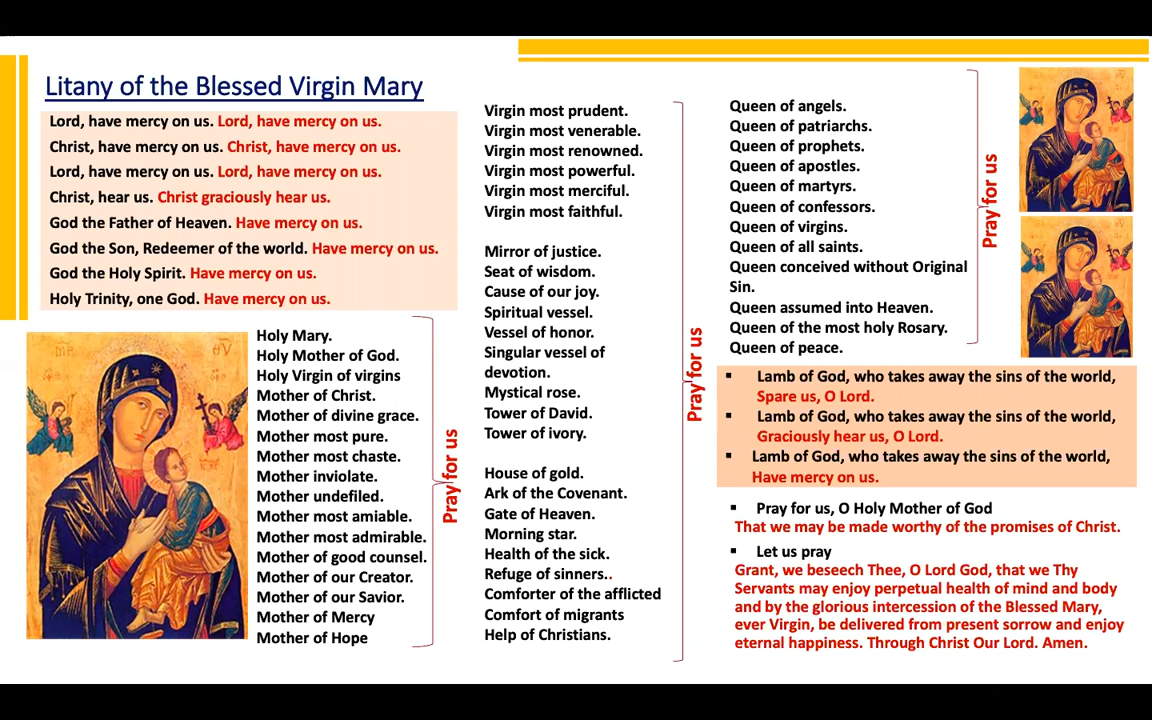 Litany of the Blessed Virgin Mary
Lord, have mercy on us. Lord, have mercy on us.
Christ, have mercy on us. Christ, have mercy on us.
Lord, have mercy on us. Lord, have mercy on us.
Christ, hear us. Christ graciously hear us.
God the Father of Heaven. Have mercy on us.
God the Son, Redeemer of the world. Have mercy on us.
God the Holy Spirit. Have mercy on us.
Holy Trinity, one God. Have mercy on us.
Holy Mary.
Holy Mother of God.
Holy Virgin of virgins
Mother of Christ.
Mother of divine grace.
Mother most pure.
Mother most chaste.
Mother inviolate.
Mother undefiled.
Mother most amiable.
Mother most admirable.
Mother of good counsel.
Mother of our Creator.
Mother of our Savior.
Mother of Mercy
Mother of Hope
Pray for us
Virgin most prudent.
Virgin most venerable.
Virgin most renowned.
Virgin most powerful.
Virgin most merciful.
Virgin most faithful.
Mirror of justice.
Seat of wisdom.
Cause of our joy.
Spiritual vessel.
Vessel of honor.
Singular vessel of
devotion.
Mystical rose.
Tower of David.
Tower of ivory.
House of gold.
Ark of the Covenant.
Gate of Heaven.
Morning star.
Health of the sick.
Refuge of sinners..
Comforter of the afflicted
Comfort of migrants
Help of Christians.
Pray for us
Queen of angels.
Queen of patriarchs.
Queen of prophets.
Queen of apostles.
Queen of martyrs.
Queen of confessors.
Queen of virgins.
Queen of all saints.
Queen conceived without Original
Sin.
Queen assumed into Heaven.
Queen of the most holy Rosary.
Queen of peace.
Pray for us
▪ Lamb of God, who takes away the sins of the world,
Spare us, O Lord.
▪ Lamb of God, who takes away the sins of the world,
Graciously hear us, O Lord.
▪ Lamb of God, who takes away the sins of the world,
Have mercy on us.
▪ Pray for us, O Holy Mother of God
That we may be made worthy of the promises of Christ.
▪ Let us pray
Grant, we beseech Thee, O Lord God, that we Thy
Servants may enjoy perpetual health of mind and body
and by the glorious intercession of the Blessed Mary,
ever Virgin, be delivered from present sorrow and enjoy
eternal happiness. Through Christ Our Lord. Amen.